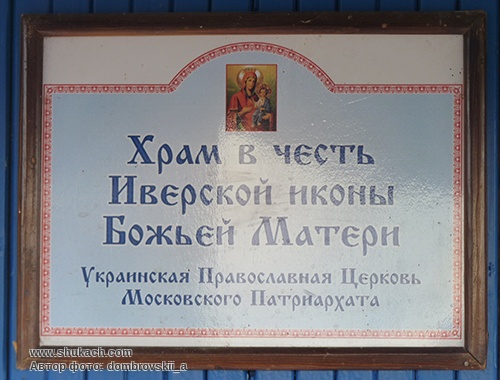 Храм в честь
Иверской иконы
Божьей Матери
Украинская Православная Церковь
Московского Патриархата
www.shukach.com
Автор фото: dombrovskii_a